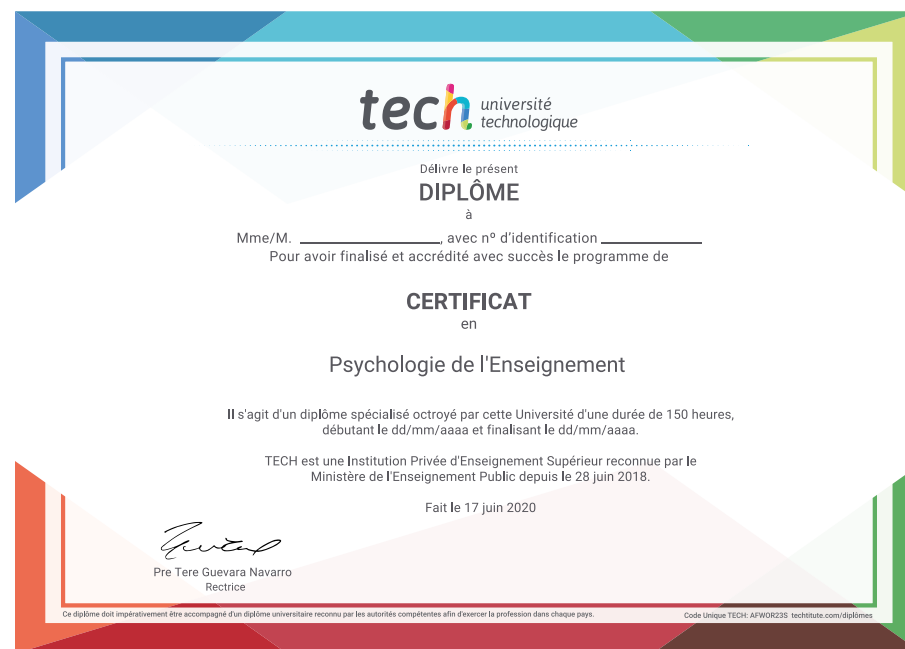 tech université
technologique
Délivre le présent
DIPLÔME
à
Mme/M. ____________________, avec nº d'identification ______________
Pour avoir finalisé et accrédité avec succès le programme de
CERTIFICAT
en
Psychologie de l'Enseignement
Il s'agit d'un diplôme spécialisé octroyé par cette Université d'une durée de 150 heures,
débutant le dd/mm/aaaa et finalisant le dd/mm/aaaa.
TECH est une Institution Privée d'Enseignement Supérieur reconnue par le
Ministère de l'Enseignement Public depuis le 28 juin 2018.
Fait le 17 juin 2020
Pre Tere Guevara Navarro
Rectrice
Ce diplôme doit impérativement être accompagné d'un diplôme universitaire reconnu par les autorités compétentes afin d'exercer la profession dans chaque pays.
Code Unique TECH: AFWOR23S techtitute.com/diplômes